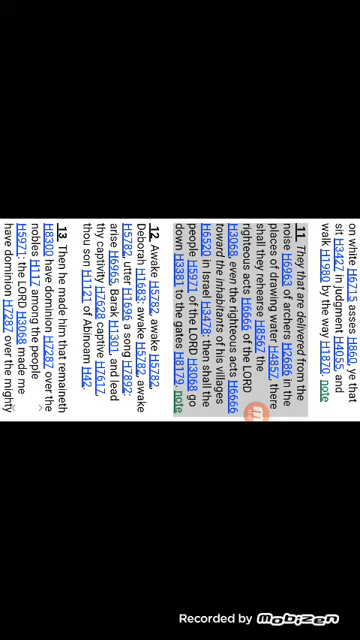 on white H6715 asses H860, ye that
sit H3427 in judgment H4055, and
walk H1980 by the way H1870. note
11. They that are delivered from the
noise H6963 of archers H2686 in the
places of drawing water H4857, there
shall they rehearse H8567 the
righteous acts H6666 of the LORD
H3068, even the righteous acts H6666
toward the inhabitants of his villages
H6520 in Israel H3478: then shall the
people H5971 of the LORD H3068 go
down H3381 to the gates H8179. note
12. Awake H5782, awake H5782,
Deborah H1683: awake H5782, awake
H5782, utter H1696 a song H7892:
arise H6965, Barak H1301, and lead
thy captivity H7628 captive H7617,
thou son H1121 of Abinoam H42.
13. Then he made him that remaineth
H8300 have dominion H7287 over the
nobles H117 among the people
H5971: the LORD H3068 made me
have dominion H7287 over the mighty
Recorded by mobizen